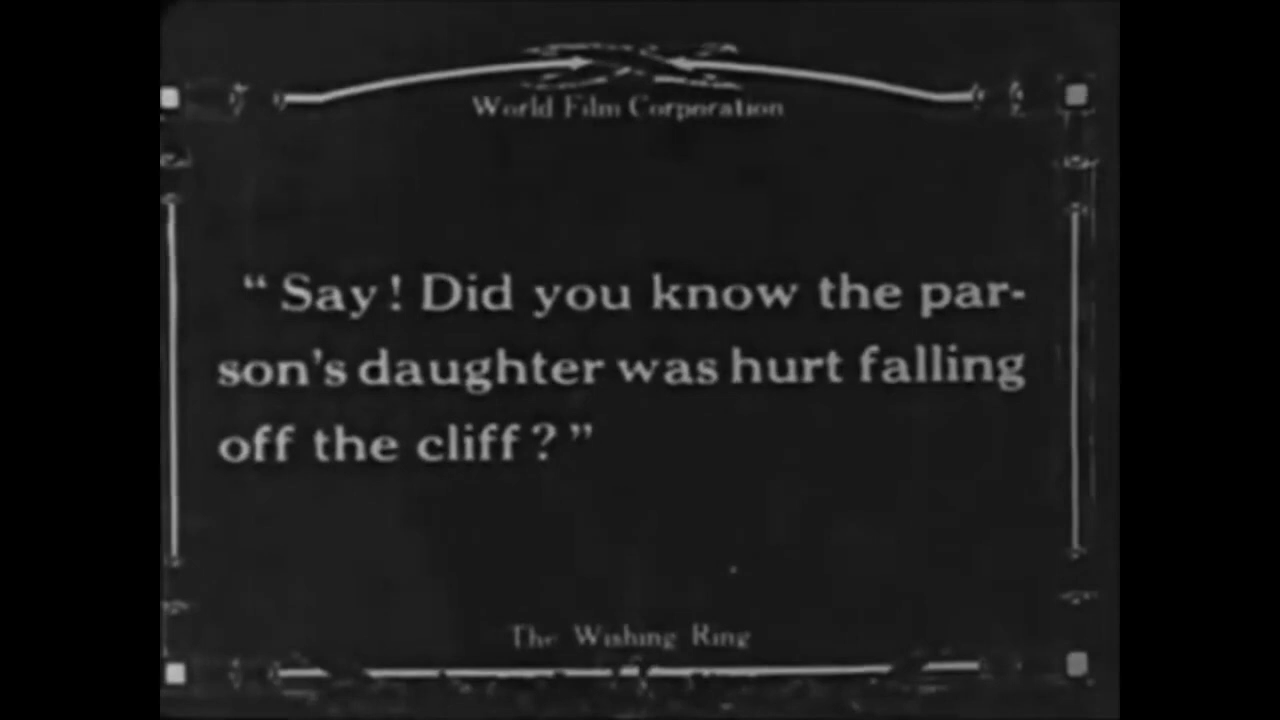 World Film Corporation
“Say! Did you know the par-
son's daughter was hurt falling
off the cliff?”
The Wishing Ring